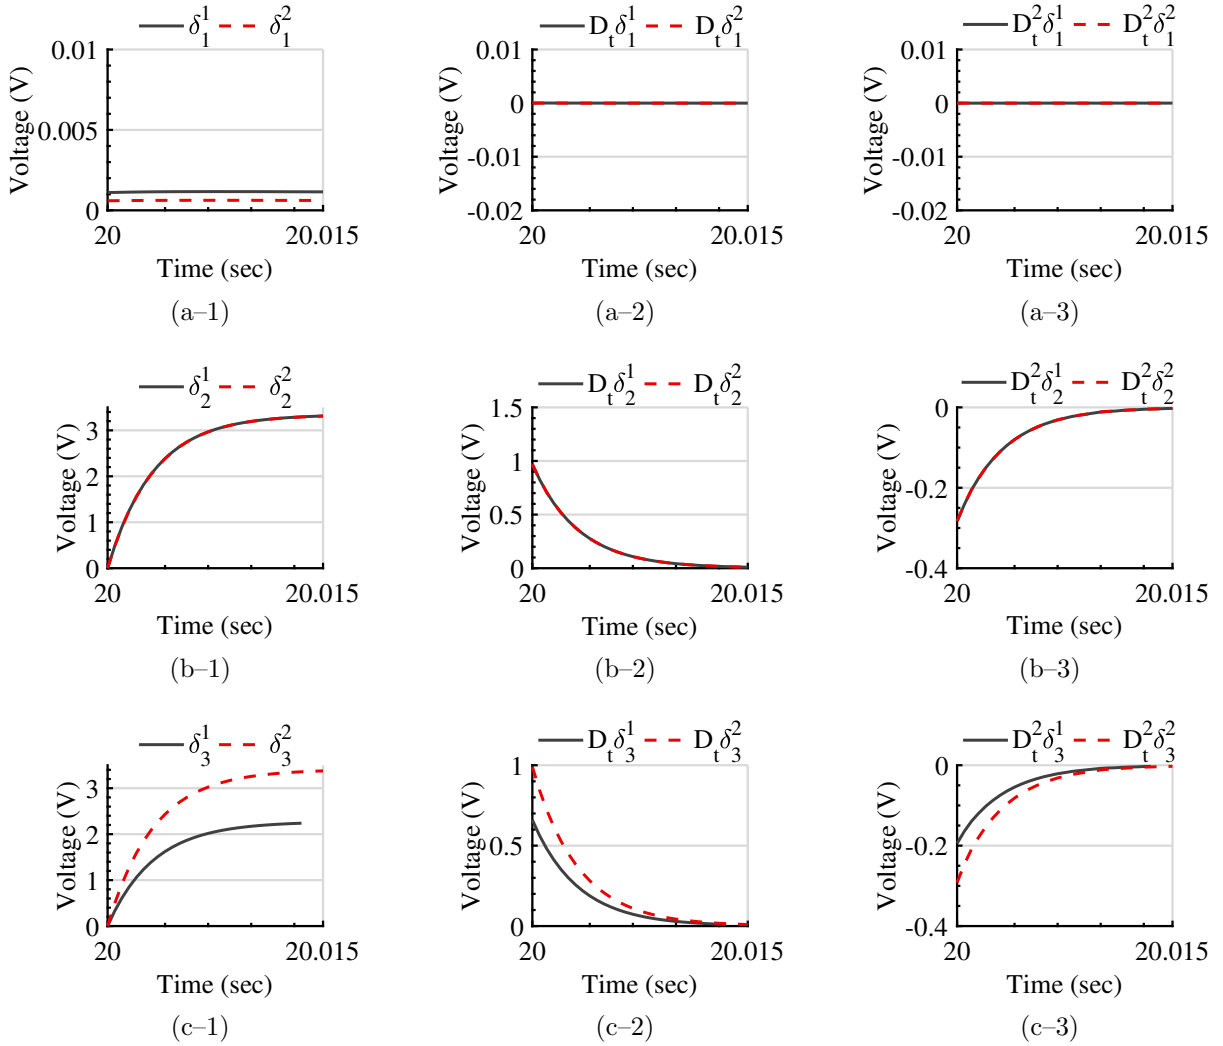 δ₁¹ δ₁²
Voltage (V)
0.01
0.005
0
20 20.015
Time (sec)
(a–1)
Dₜδ₁¹ Dₜδ₁²
Voltage (V)
0.01
0
-0.01
-0.02
20 20.015
Time (sec)
(a–2)
Dₜ²δ₁¹ Dₜ²δ₁²
Voltage (V)
0.01
0
-0.01
-0.02
20 20.015
Time (sec)
(a–3)
δ₂¹ δ₂²
Voltage (V)
3
2
1
0
20 20.015
Time (sec)
(b–1)
Dₜδ₂¹ Dₜδ₂²
Voltage (V)
1.5
1
0.5
0
20 20.015
Time (sec)
(b–2)
Dₜ²δ₂¹ Dₜ²δ₂²
Voltage (V)
0
-0.2
-0.4
20 20.015
Time (sec)
(b–3)
δ₃¹ δ₃²
Voltage (V)
3
2
1
0
20 20.015
Time (sec)
(c–1)
Dₜδ₃¹ Dₜδ₃²
Voltage (V)
1
0.5
0
20 20.015
Time (sec)
(c–2)
Dₜ²δ₃¹ Dₜ²δ₃²
Voltage (V)
0
-0.2
-0.4
20 20.015
Time (sec)
(c–3)